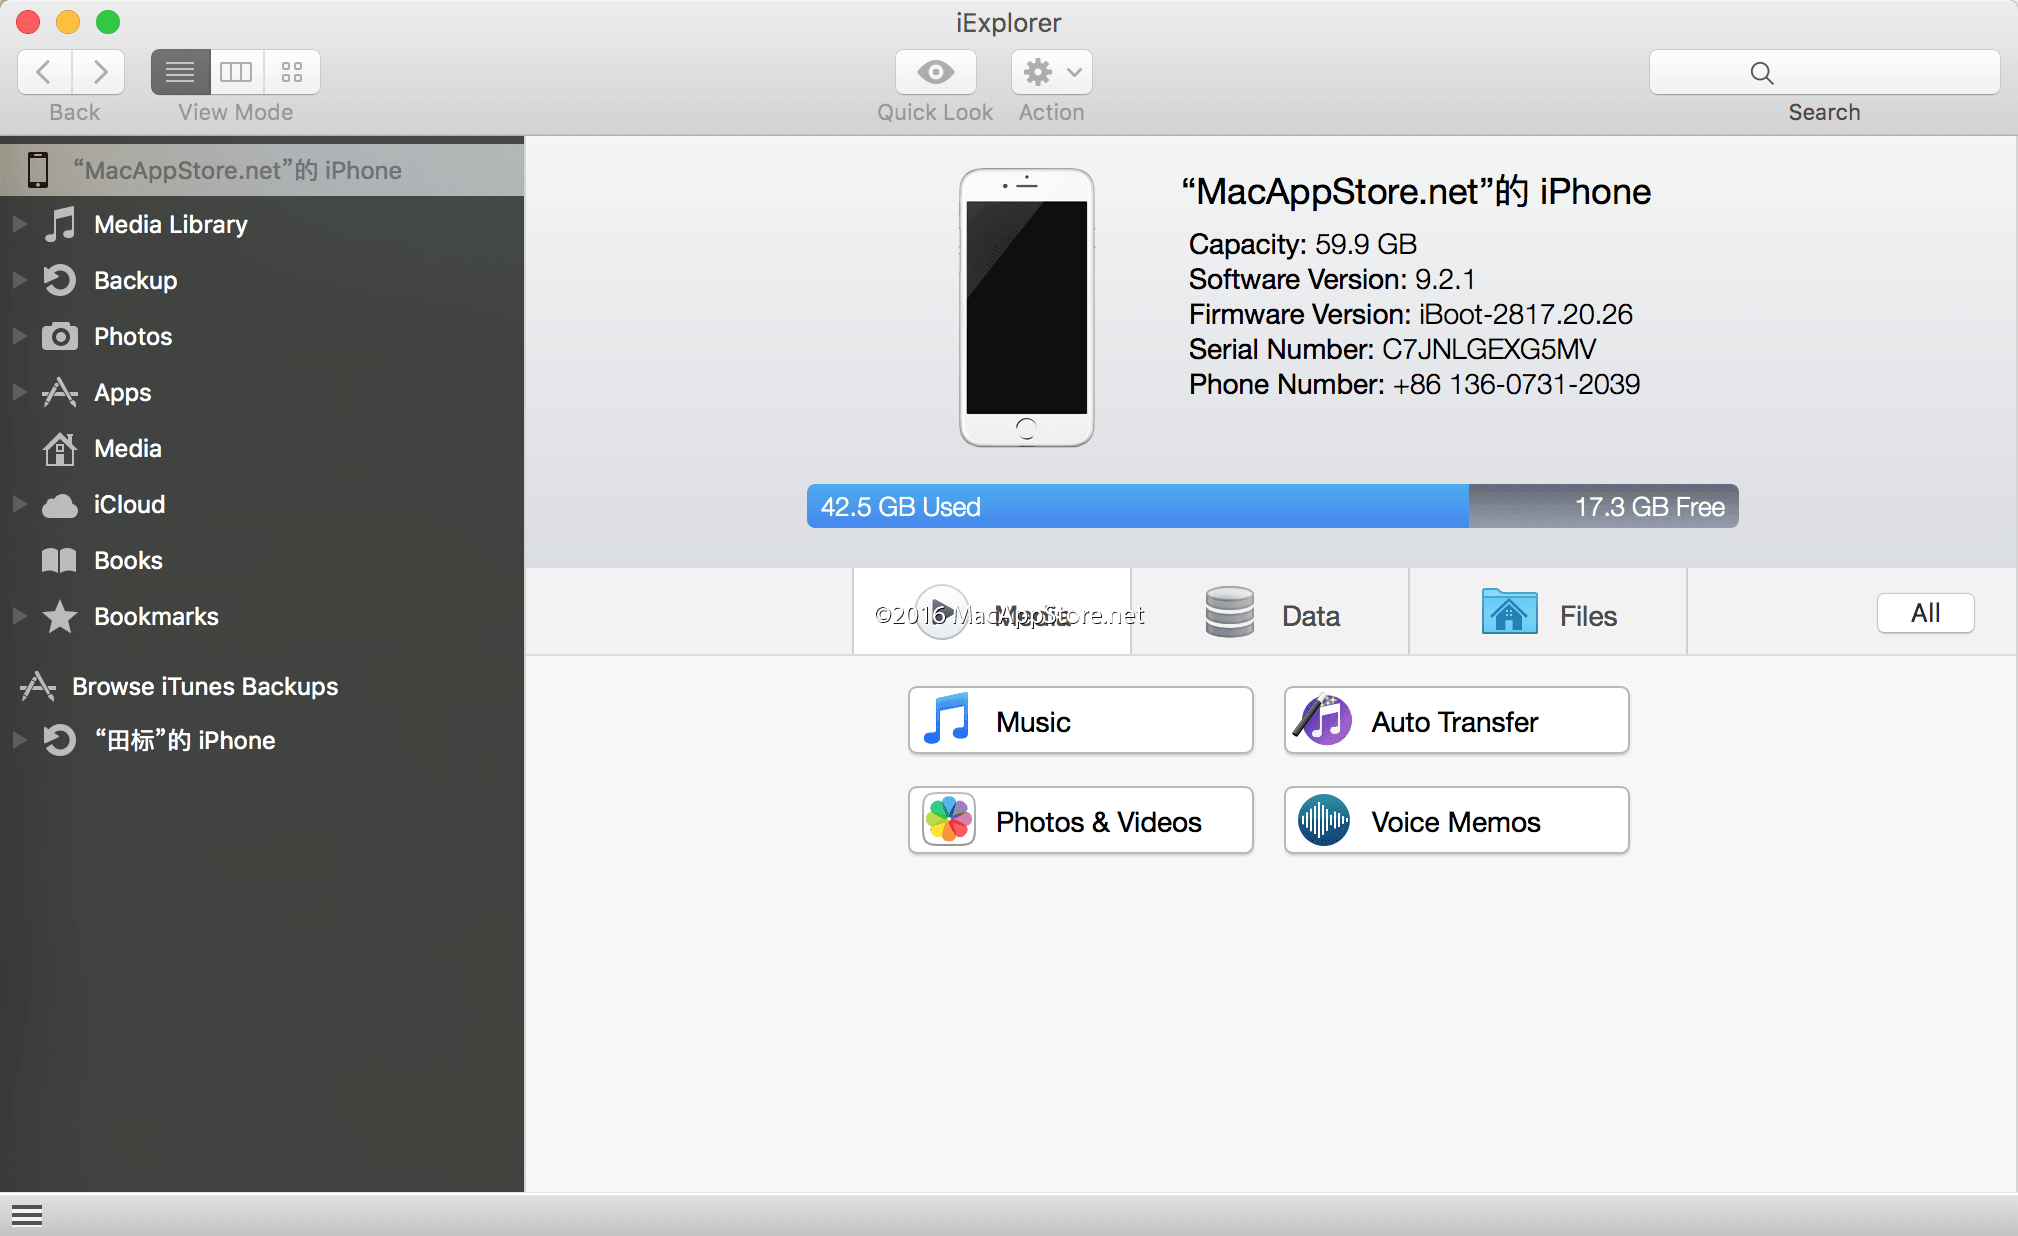 iExplorer
Back
View Mode
Quick Look
Action
Search
“MacAppStore.net”的 iPhone
Media Library
Backup
Photos
Apps
Media
iCloud
Books
Bookmarks
Browse iTunes Backups
“田标”的 iPhone
“MacAppStore.net”的 iPhone
Capacity: 59.9 GB
Software Version: 9.2.1
Firmware Version: iBoot-2817.20.26
Serial Number: C7JNLGEXG5MV
Phone Number: +86 136-0731-2039
42.5 GB Used
17.3 GB Free
Media
©2016 MacAppStore.net
Data
Files
All
Music
Auto Transfer
Photos & Videos
Voice Memos